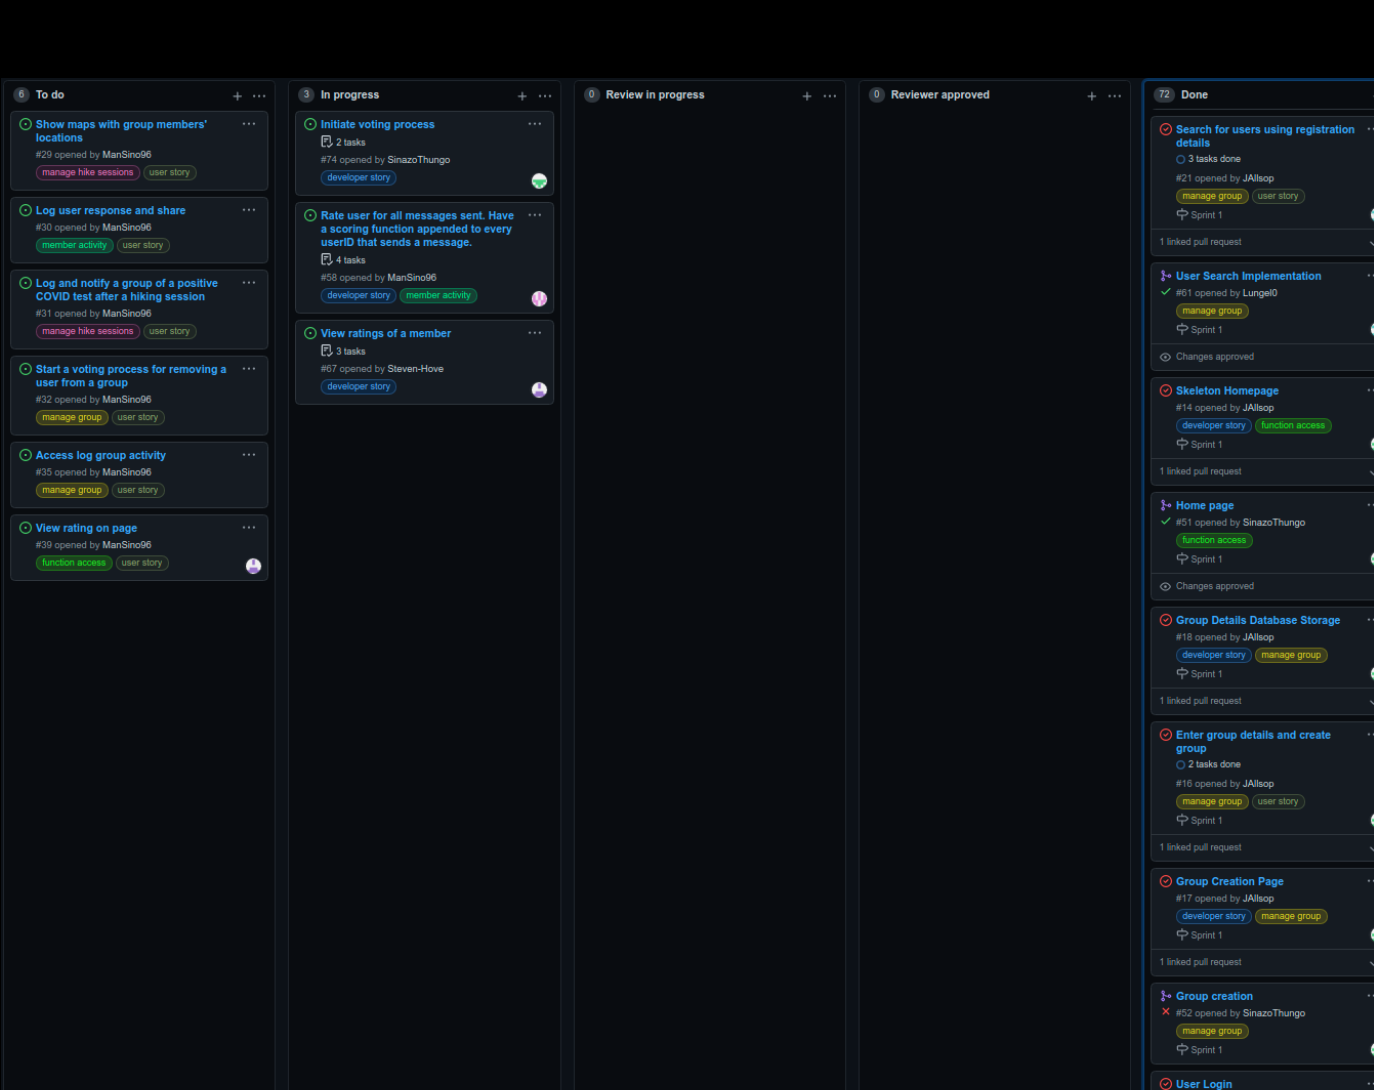 6 To do
Show maps with group members'
locations
#29 opened by ManSino96
manage hike sessions user story
Log user response and share
#30 opened by ManSino96
member activity user story
Log and notify a group of a positive
COVID test after a hiking session
#31 opened by ManSino96
manage hike sessions user story
Start a voting process for removing a
user from a group
#32 opened by ManSino96
manage group user story
Access log group activity
#35 opened by ManSino96
manage group user story
View rating on page
#39 opened by ManSino96
function access user story
3 In progress
Initiate voting process
2 tasks
#74 opened by SinazoThungo
developer story
Rate user for all messages sent. Have
a scoring function appended to every
userID that sends a message.
4 tasks
#58 opened by ManSino96
developer story member activity
View ratings of a member
3 tasks
#67 opened by Steven-Hove
developer story
0 Review in progress
0 Reviewer approved
72 Done
Search for users using registration
details
3 tasks done
#21 opened by JAllsop
manage group user story
Sprint 1
1 linked pull request
User Search Implementation
#61 opened by Lungel0
manage group
Sprint 1
Changes approved
Skeleton Homepage
#14 opened by JAllsop
developer story function access
Sprint 1
1 linked pull request
Home page
#51 opened by SinazoThungo
function access
Sprint 1
Changes approved
Group Details Database Storage
#18 opened by JAllsop
developer story manage group
Sprint 1
1 linked pull request
Enter group details and create
group
2 tasks done
#16 opened by JAllsop
manage group user story
Sprint 1
1 linked pull request
Group Creation Page
#17 opened by JAllsop
developer story manage group
Sprint 1
1 linked pull request
Group creation
#52 opened by SinazoThungo
manage group
Sprint 1
User Login